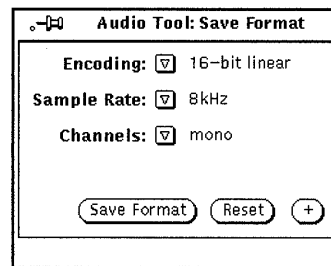 Audio Tool: Save Format
Encoding: 16-bit linear
Sample Rate: 8kHz
Channels: mono
Save Format Reset +